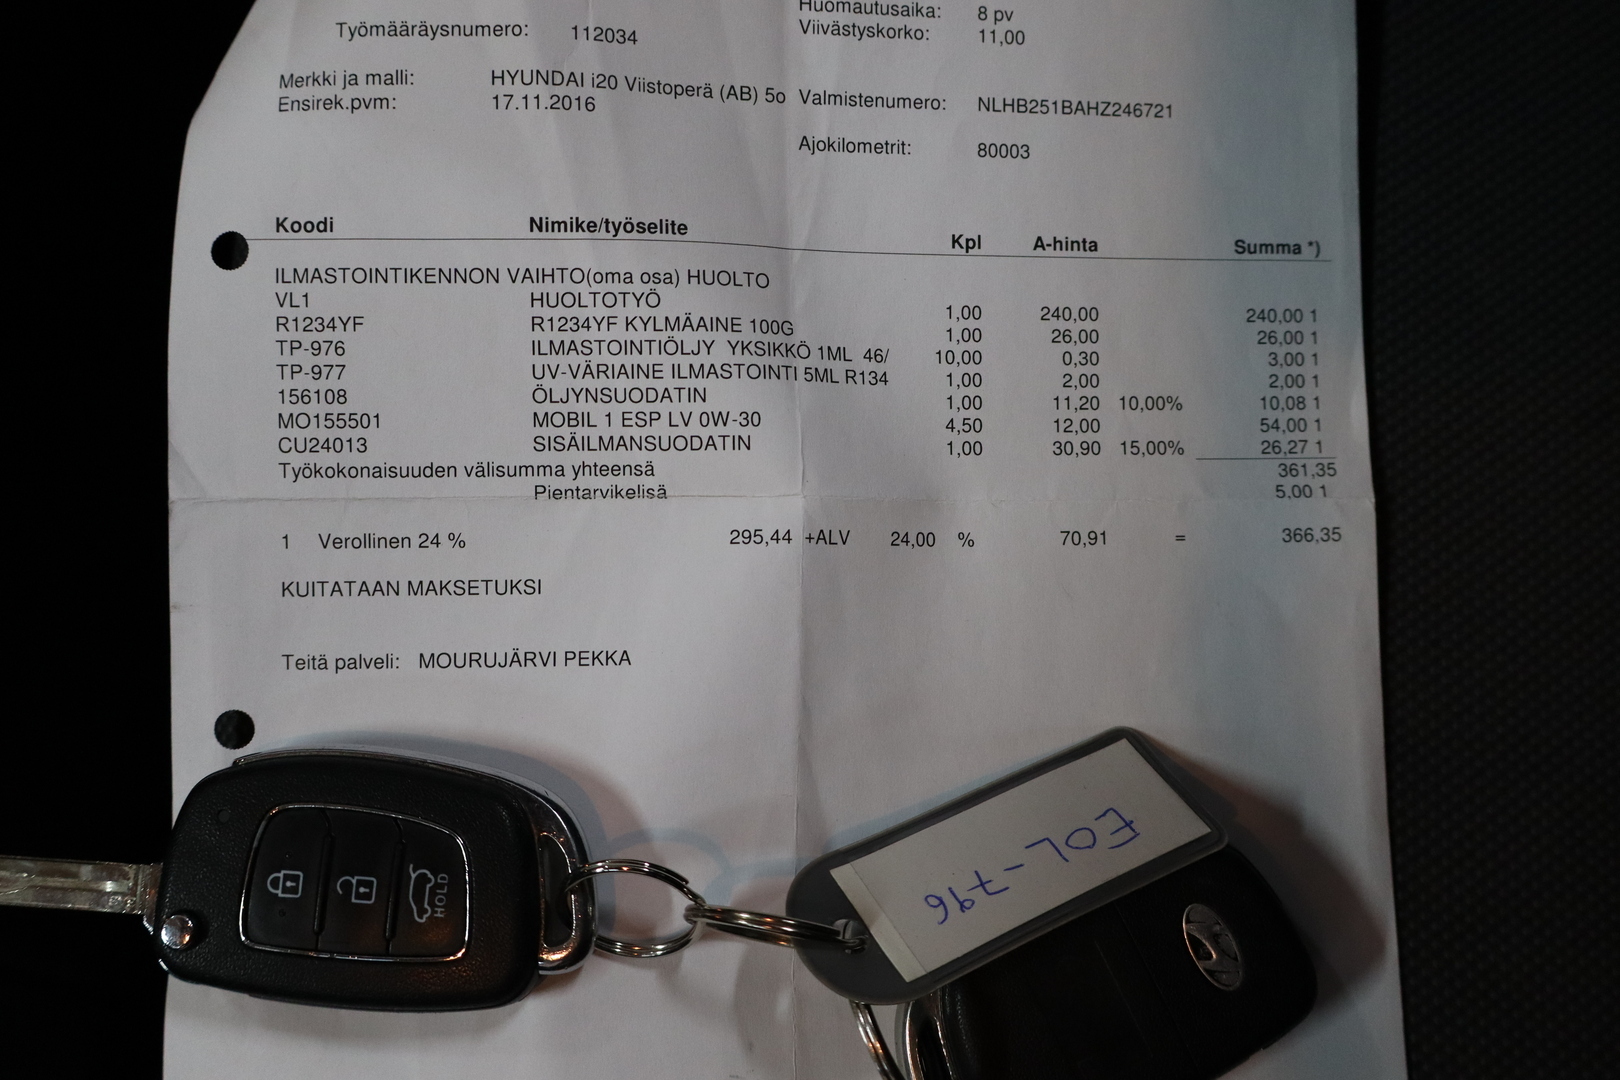 Huomautusaika: 8 pv
Työmääräysnumero: 112034 Viivästyskorko: 11,00
Merkki ja malli: HYUNDAI i20 Viistoperä (AB) 5o Valmistenumero: NLHB251BAHZ246721
Ensirek.pvm: 17.11.2016
Ajokilometrit: 80003
Koodi Nimike/työselite Kpl A-hinta Summa *)
ILMASTOINTIKENNON VAIHTO(oma osa) HUOLTO
VL1 HUOLTOTYÖ 1,00 240,00 240,00 1
R1234YF R1234YF KYLMÄAINE 100G 1,00 26,00 26,00 1
TP-976 ILMASTOINTIÖLJY YKSIKKÖ 1ML 46/ 10,00 0,30 3,00 1
TP-977 UV-VÄRIAINE ILMASTOINTI 5ML R134 1,00 2,00 2,00 1
156108 ÖLJYNSUODATIN 1,00 11,20 10,00% 10,08 1
MO155501 MOBIL 1 ESP LV 0W-30 4,50 12,00 54,00 1
CU24013 SISÄILMANSUODATIN 1,00 30,90 15,00% 26,27 1
Työkokonaisuuden välisumma yhteensä 361,35
Pientarvikelisä 5,00 1
1 Verollinen 24 % 295,44 +ALV 24,00 % 70,91 = 366,35
KUITATAAN MAKSETUKSI
Teitä palveli: MOURUJÄRVI PEKKA
HOLD
EOL-796